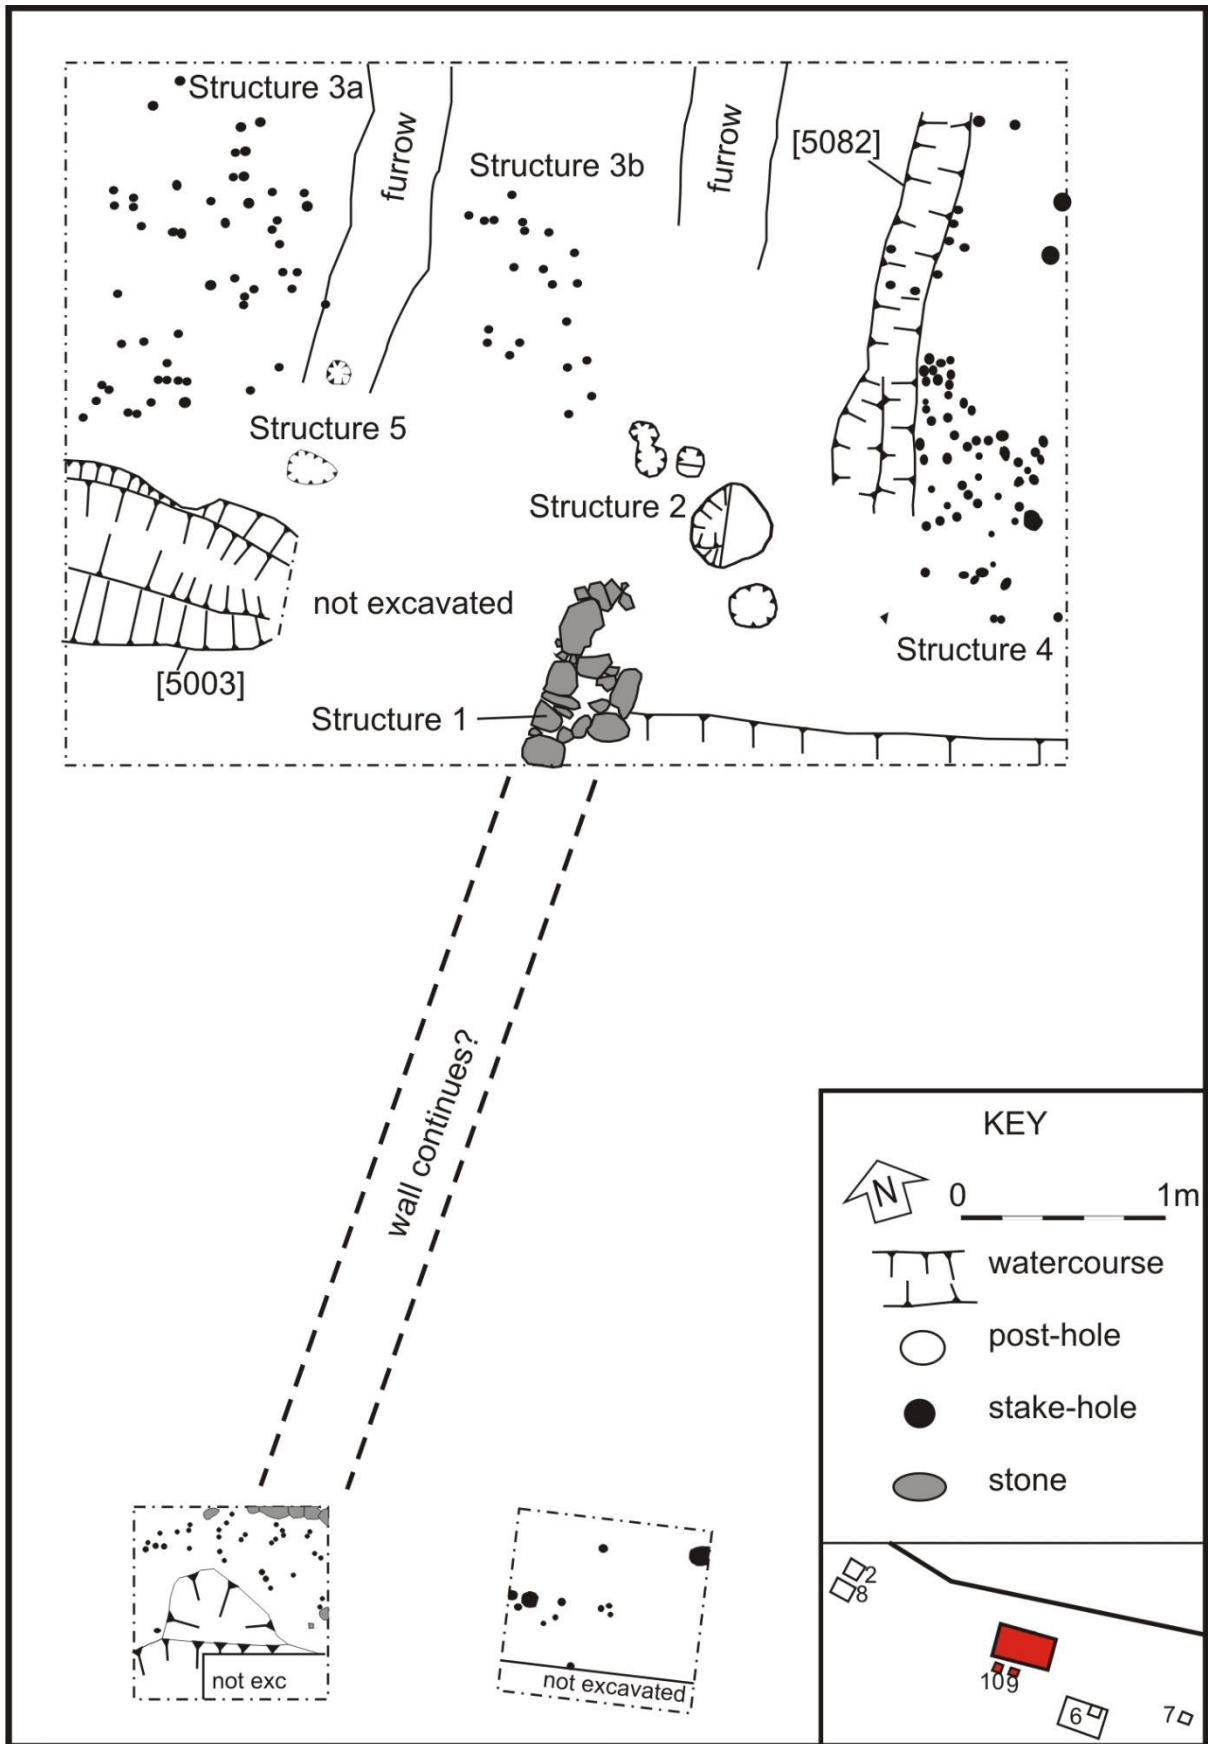 Structure 3a
furrow
Structure 3b
furrow
[5082]
Structure 5
Structure 2
not excavated
[5003]
Structure 4
Structure 1
wall continues?
KEY
N
0 1m
watercourse
post-hole
stake-hole
stone
not exc
not excavated
2
8
109
6
7